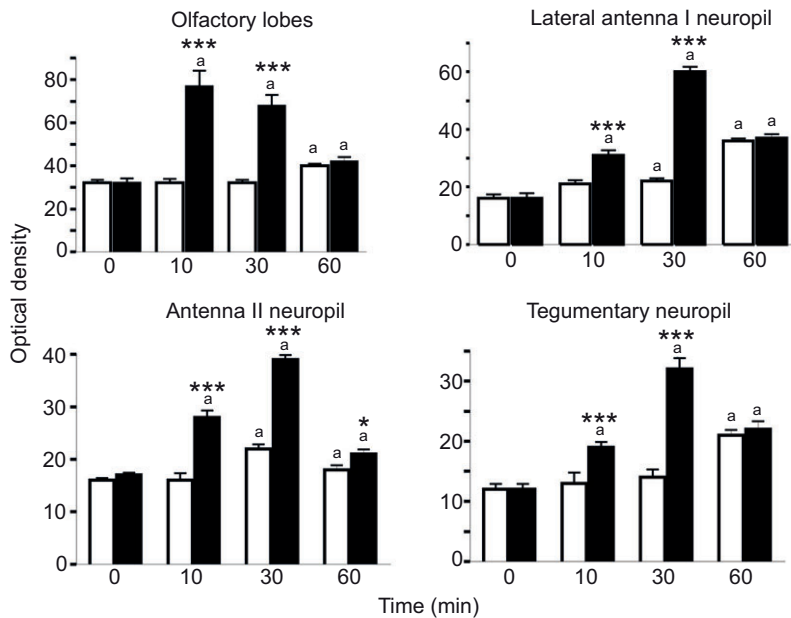 Olfactory lobes
Lateral antenna I neuropil
*** a
*** a
a a
80
60
40
20
0
0 10 30 60
*** a
a *** a
a a
60
40
20
0
0 10 30 60
Optical density
Antenna II neuropil
Tegumentary neuropil
*** a
a *** a
a * a
40
30
20
10
0
0 10 30 60
*** a
*** a
a a
30
20
10
0
0 10 30 60
Time (min)